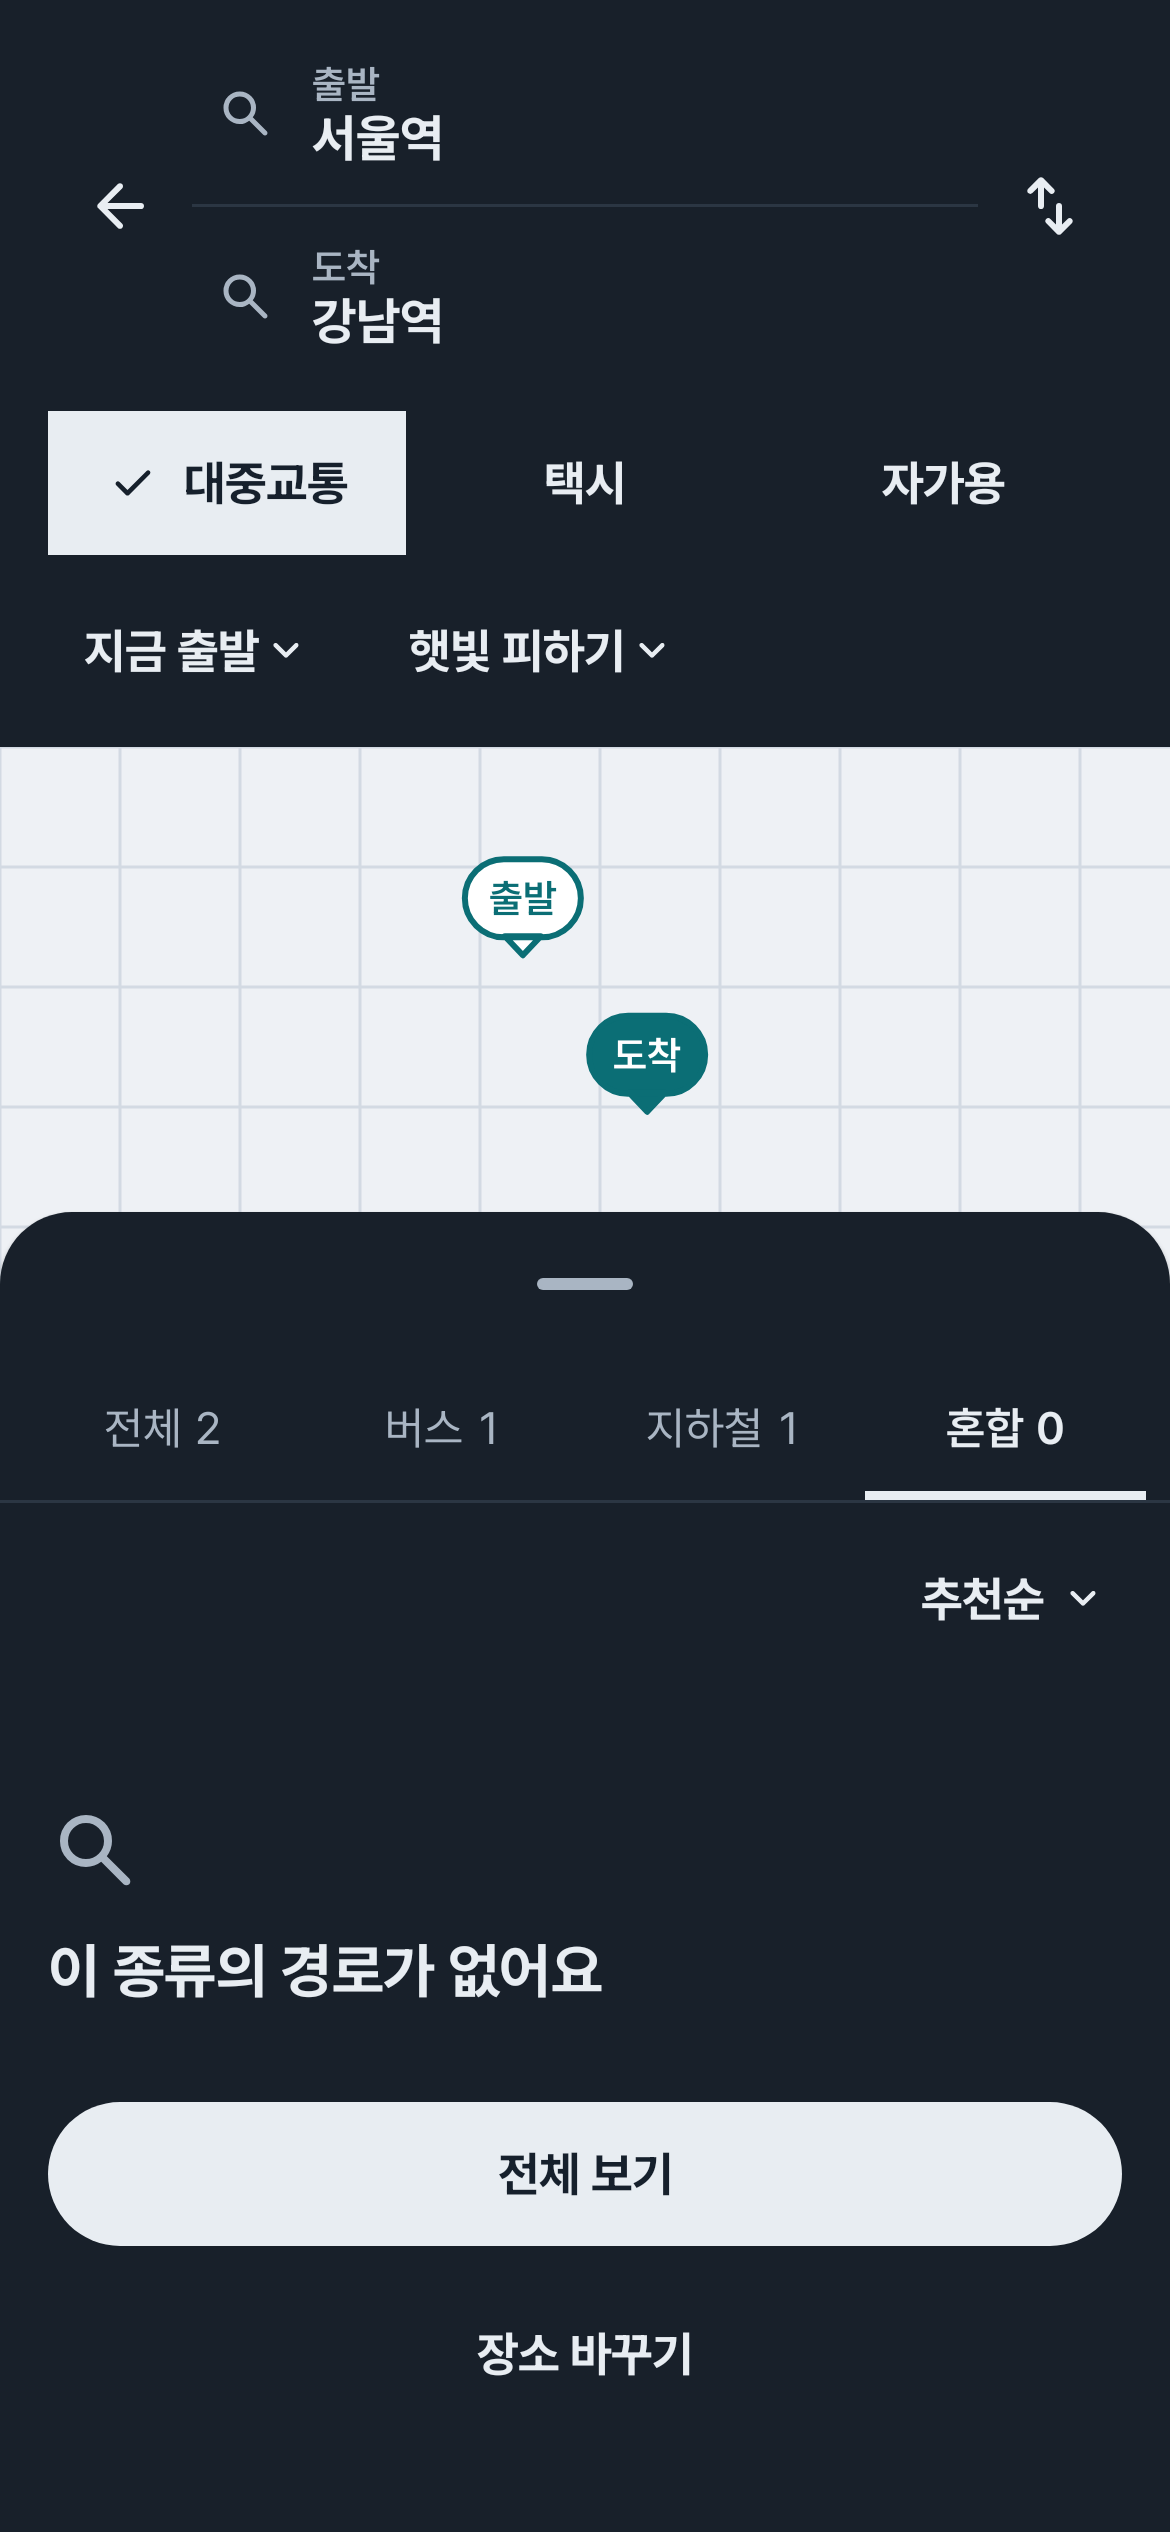 출발
서울역
도착
강남역
대중교통 택시 자가용
지금 출발 햇빛 피하기
출발
도착
전체 2 버스 1 지하철 1 혼합 0
추천순
이 종류의 경로가 없어요
전체 보기
장소 바꾸기